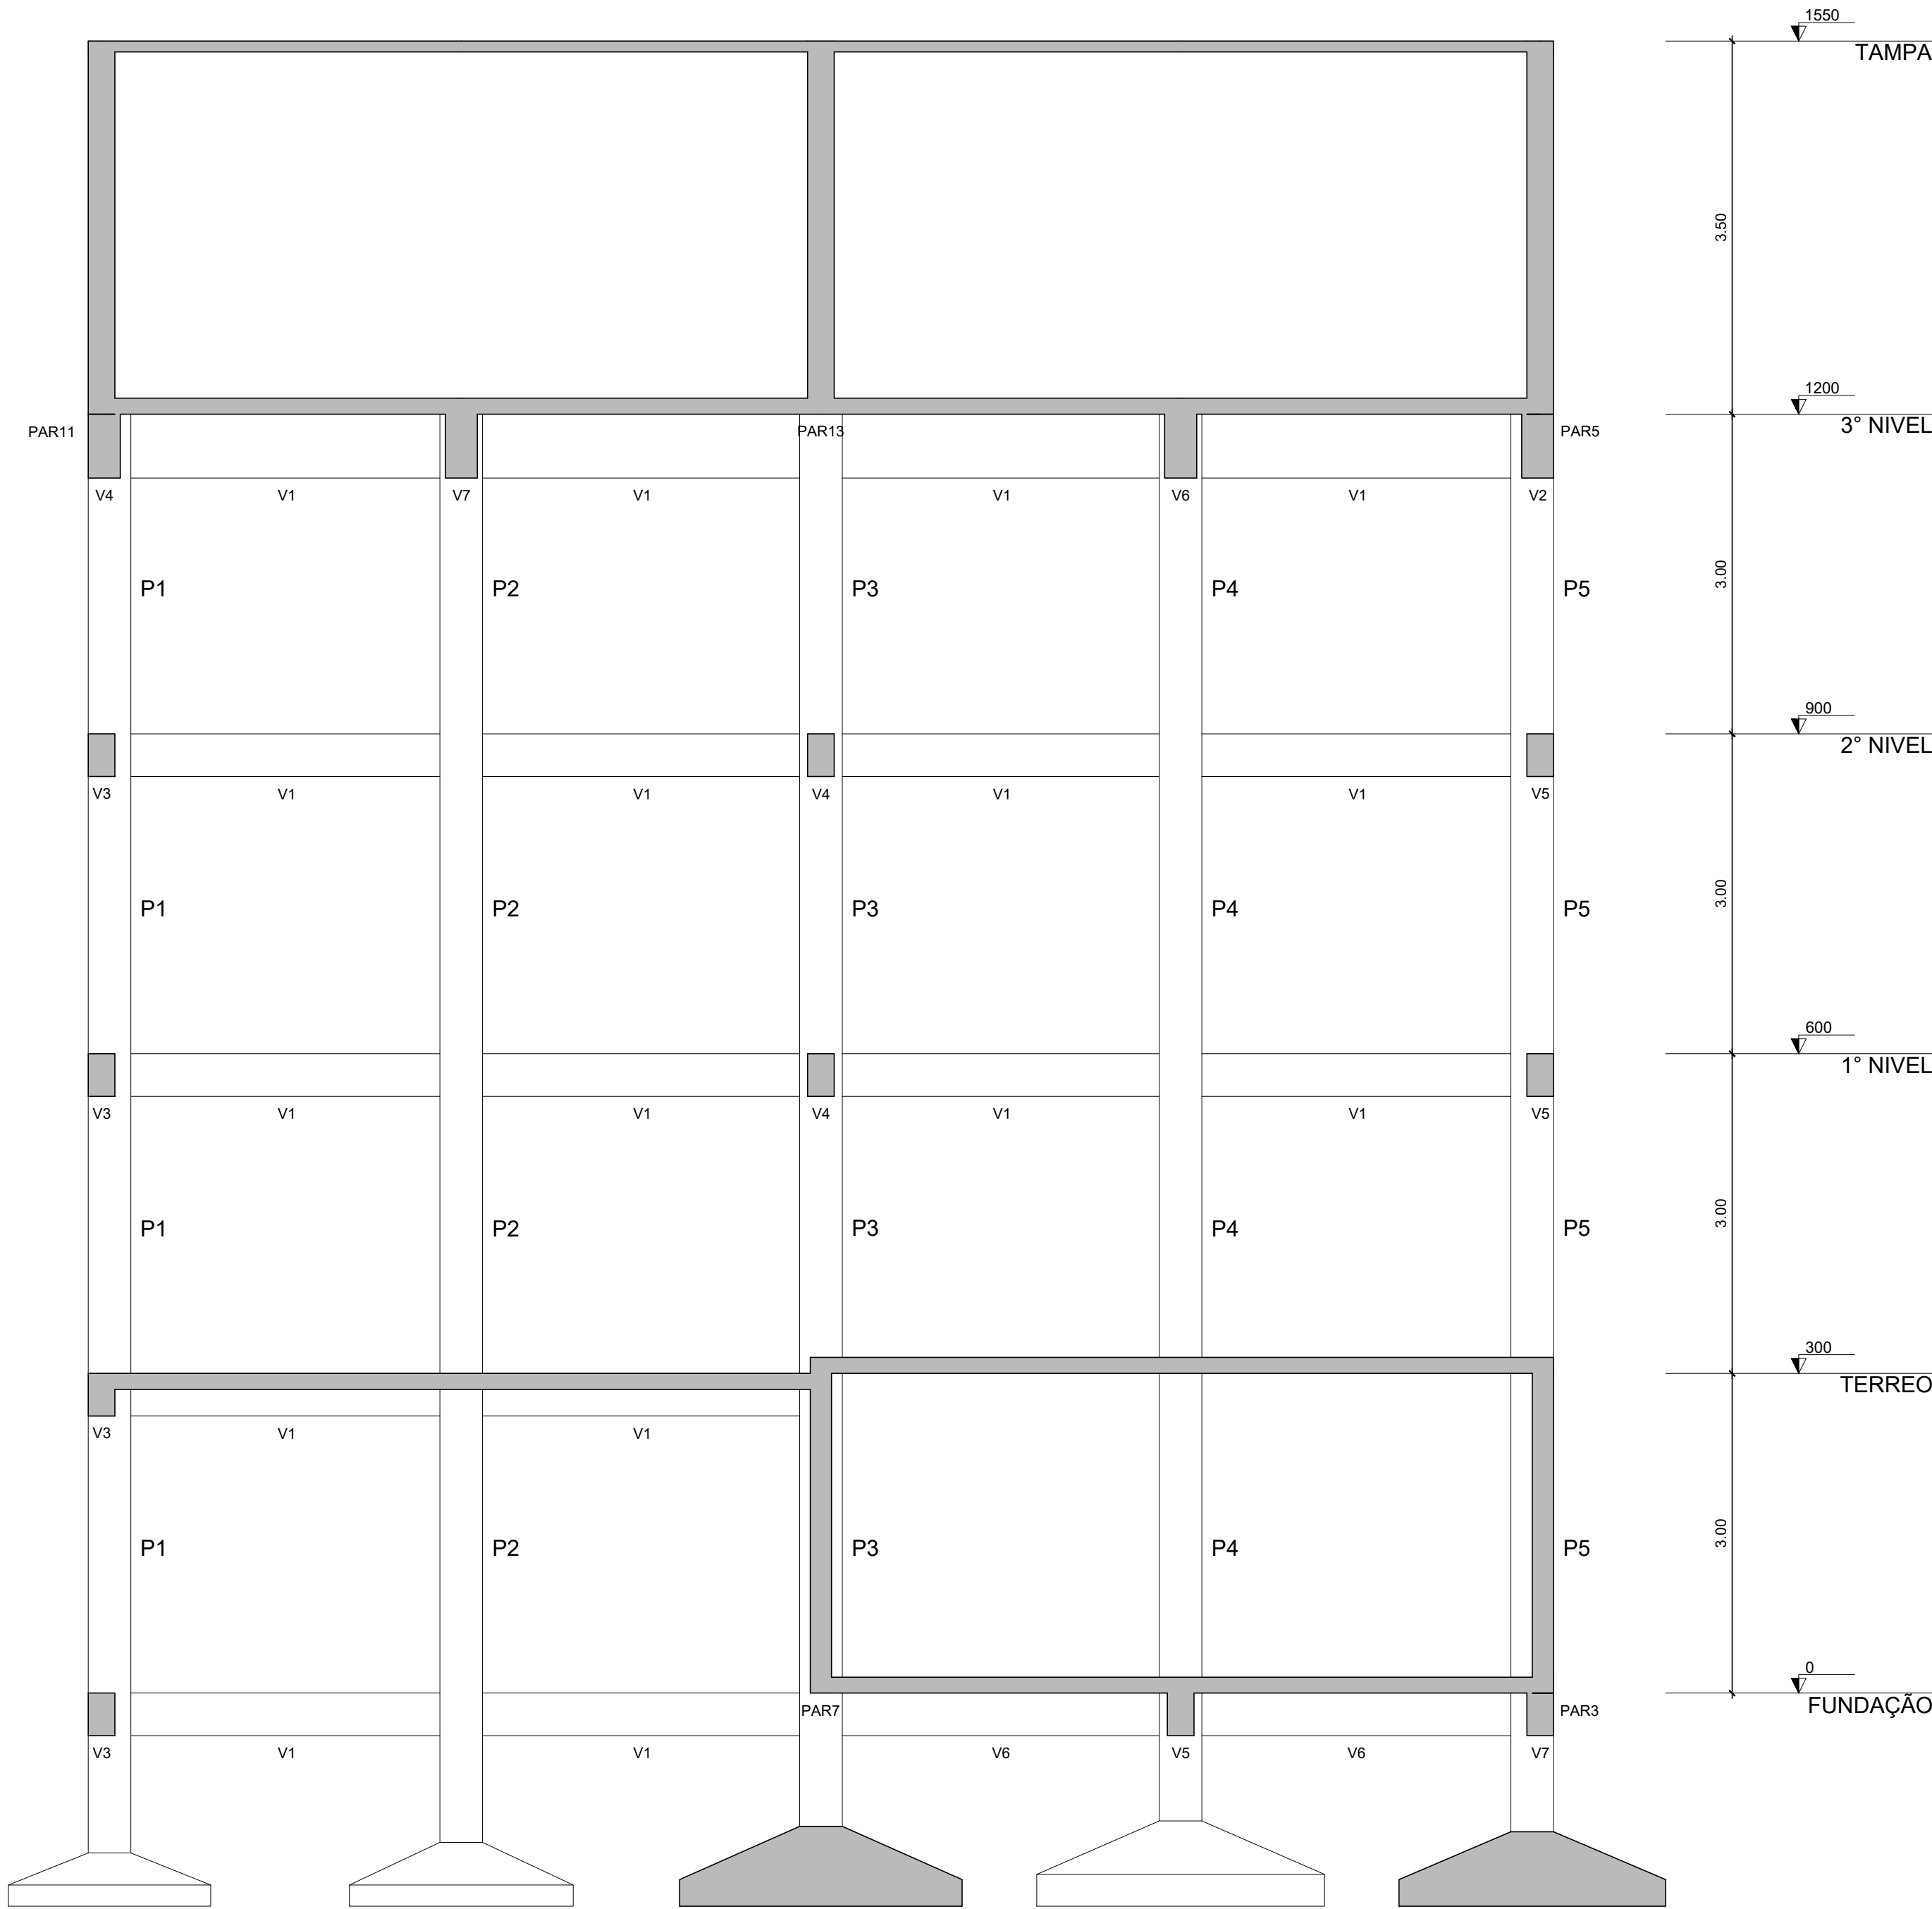 1550
TAMPA
3.50
1200
3° NIVEL
PAR11 PAR13 PAR5
V4 V1 V7 V1 V1 V6 V1 V2
3.00
P1 P2 P3 P4 P5
900
2° NIVEL
V3 V1 V1 V4 V1 V1 V5
3.00
P1 P2 P3 P4 P5
600
1° NIVEL
V3 V1 V1 V4 V1 V1 V5
3.00
P1 P2 P3 P4 P5
300
TERREO
V3 V1 V1
3.00
P1 P2 P3 P4 P5
0
FUNDAÇÃO
PAR7 PAR3
V3 V1 V1 V6 V5 V6 V7